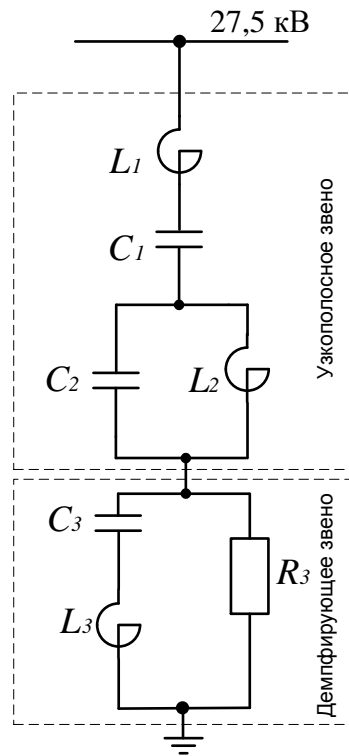 27,5 кВ
L1
C1
C2
L2
Узкополосное звено
C3
L3
R3
Демпфирующее звено